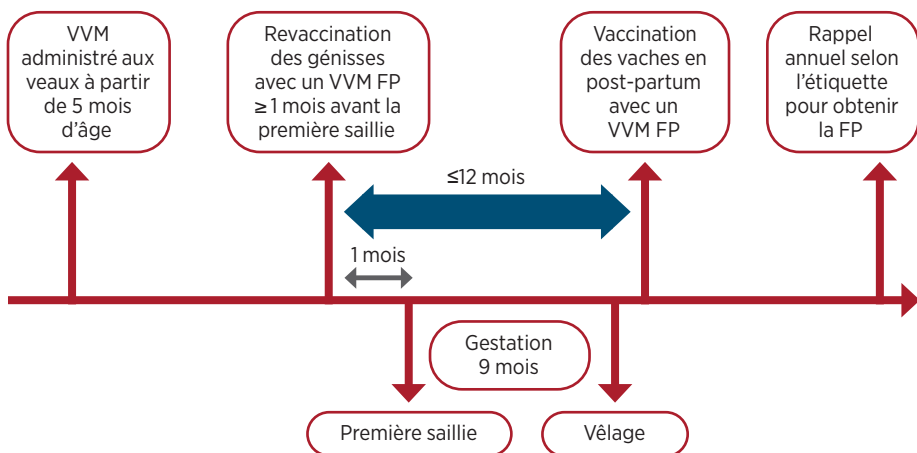 VVM
administré aux
veaux à partir
de 5 mois
d'âge
Revaccination
des génisses
avec un VVM FP
≥ 1 mois avant la
première saillie
Vaccination
des vaches en
post-partum
avec un
VVM FP
Rappel
annuel selon
l'étiquette
pour obtenir
la FP
≤12 mois
1 mois
Gestation
9 mois
Première saillie
Vêlage